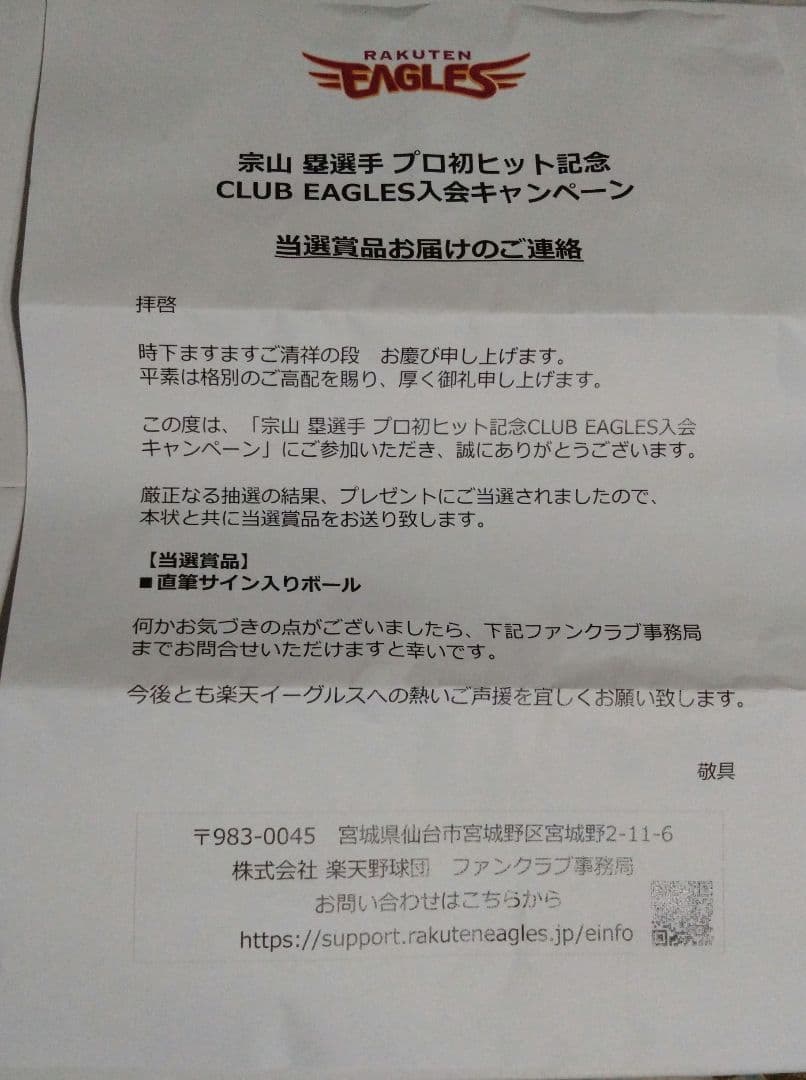 RAKUTEN
EAGLES
宗山 塁選手 プロ初ヒット記念
CLUB EAGLES入会キャンペーン
当選賞品お届けのご連絡
拝啓
時下ますますご清祥の段　お慶び申し上げます。
平素は格別のご高配を賜り、厚く御礼申し上げます。
この度は、「宗山 塁選手 プロ初ヒット記念CLUB EAGLES入会
キャンペーン」にご参加いただき、誠にありがとうございます。
厳正なる抽選の結果、プレゼントにご当選されましたので、
本状と共に当選賞品をお送り致します。
【当選賞品】
■直筆サイン入りボール
何かお気づきの点がございましたら、下記ファンクラブ事務局
までお問合せいただけますと幸いです。
今後とも楽天イーグルスへの熱いご声援を宜しくお願い致します。
敬具
〒983-0045　宮城県仙台市宮城野区宮城野2-11-6
株式会社 楽天野球団　ファンクラブ事務局
お問い合わせはこちらから
https://support.rakuteneagles.jp/einfo